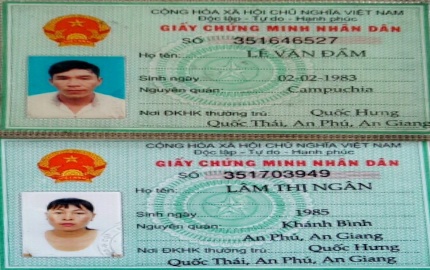 CỘNG HÒA XÃ HỘI CHỦ NGHĨA VIỆT NAM
Độc lập - Tự do - Hạnh phúc
GIẤY CHỨNG MINH NHÂN DÂN
SỐ 351646527
Họ tên: LÊ VĂN ĐẤM
Sinh ngày 02-02-1983
Nguyên quán: Campuchia
Nơi ĐKHK thường trú: Quốc Hưng
Quốc Thái, An Phú, An Giang
CỘNG HÒA XÃ HỘI CHỦ NGHĨA VIỆT NAM
Độc lập - Tự do - Hạnh phúc
GIẤY CHỨNG MINH NHÂN DÂN
SỐ 351703949
Họ tên: LÂM THỊ NGÂN
Sinh ngày 1985
Nguyên quán: Khánh Bình
An Phú, An Giang
Nơi ĐKHK thường trú: Quốc Hưng
Quốc Thái, An Phú, An Giang